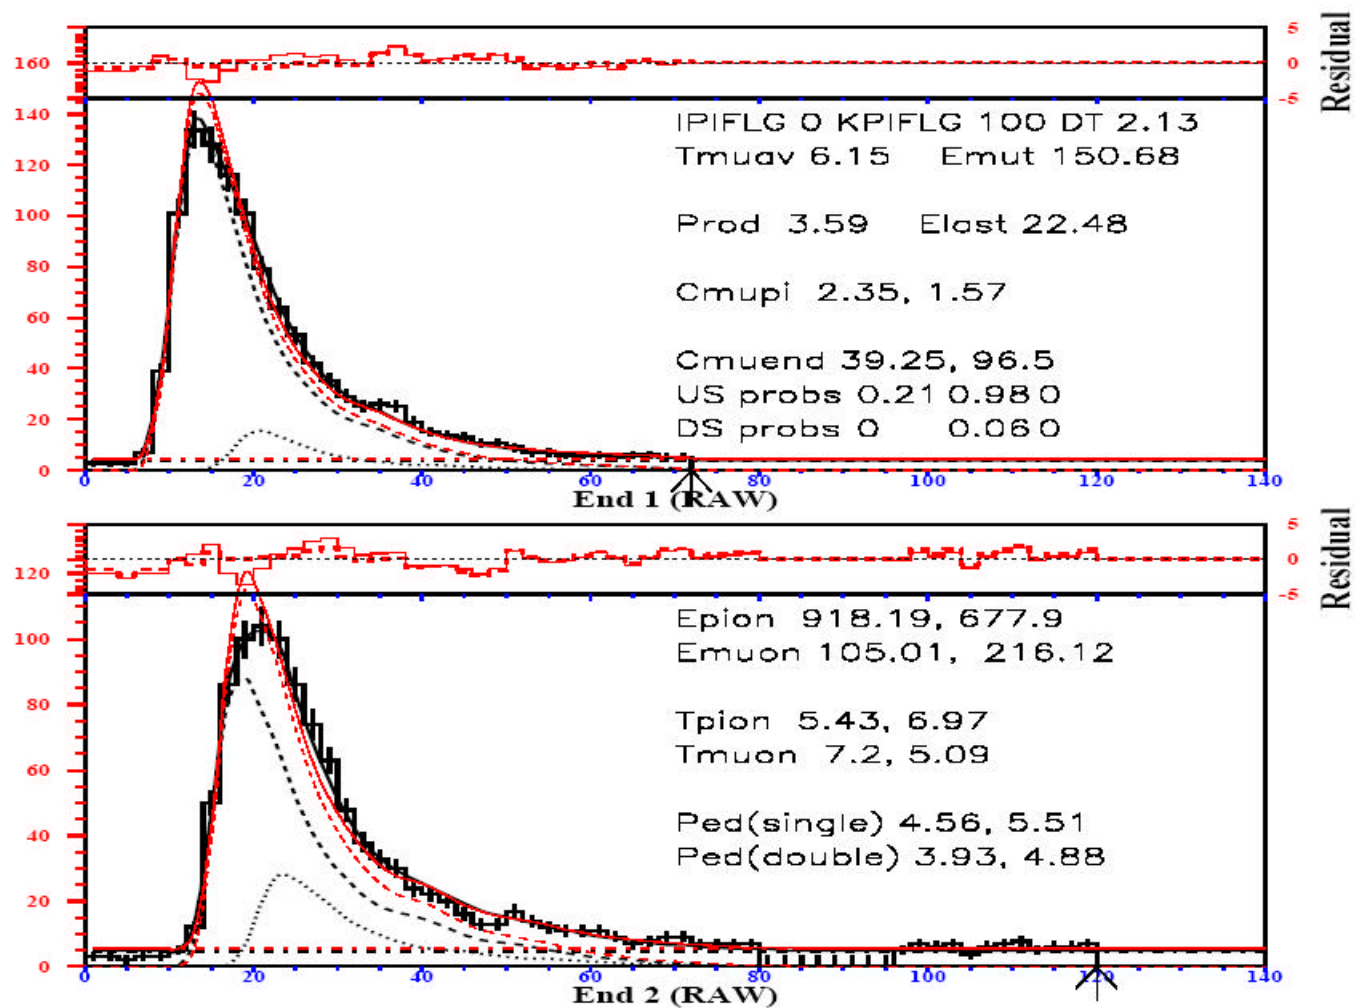 5
160
0
Residual
-5
140
120
100
80
60
40
20
0
IPIFLG 0 KPIFLG 100 DT 2.13
Tmuav 6.15 Emut 150.68
Prod 3.59 Elast 22.48
Cmupi 2.35, 1.57
Cmuend 39.25, 96.5
US probs 0.21 0.98 0
DS probs 0 0.06 0
0 20 40 60 80 100 120 140
End 1 (RAW)
5
120
0
Residual
-5
100
80
60
40
20
0
Epion 918.19, 677.9
Emuon 105.01, 216.12
Tpion 5.43, 6.97
Tmuon 7.2, 5.09
Ped(single) 4.56, 5.51
Ped(double) 3.93, 4.88
0 20 40 60 80 100 120 140
End 2 (RAW)